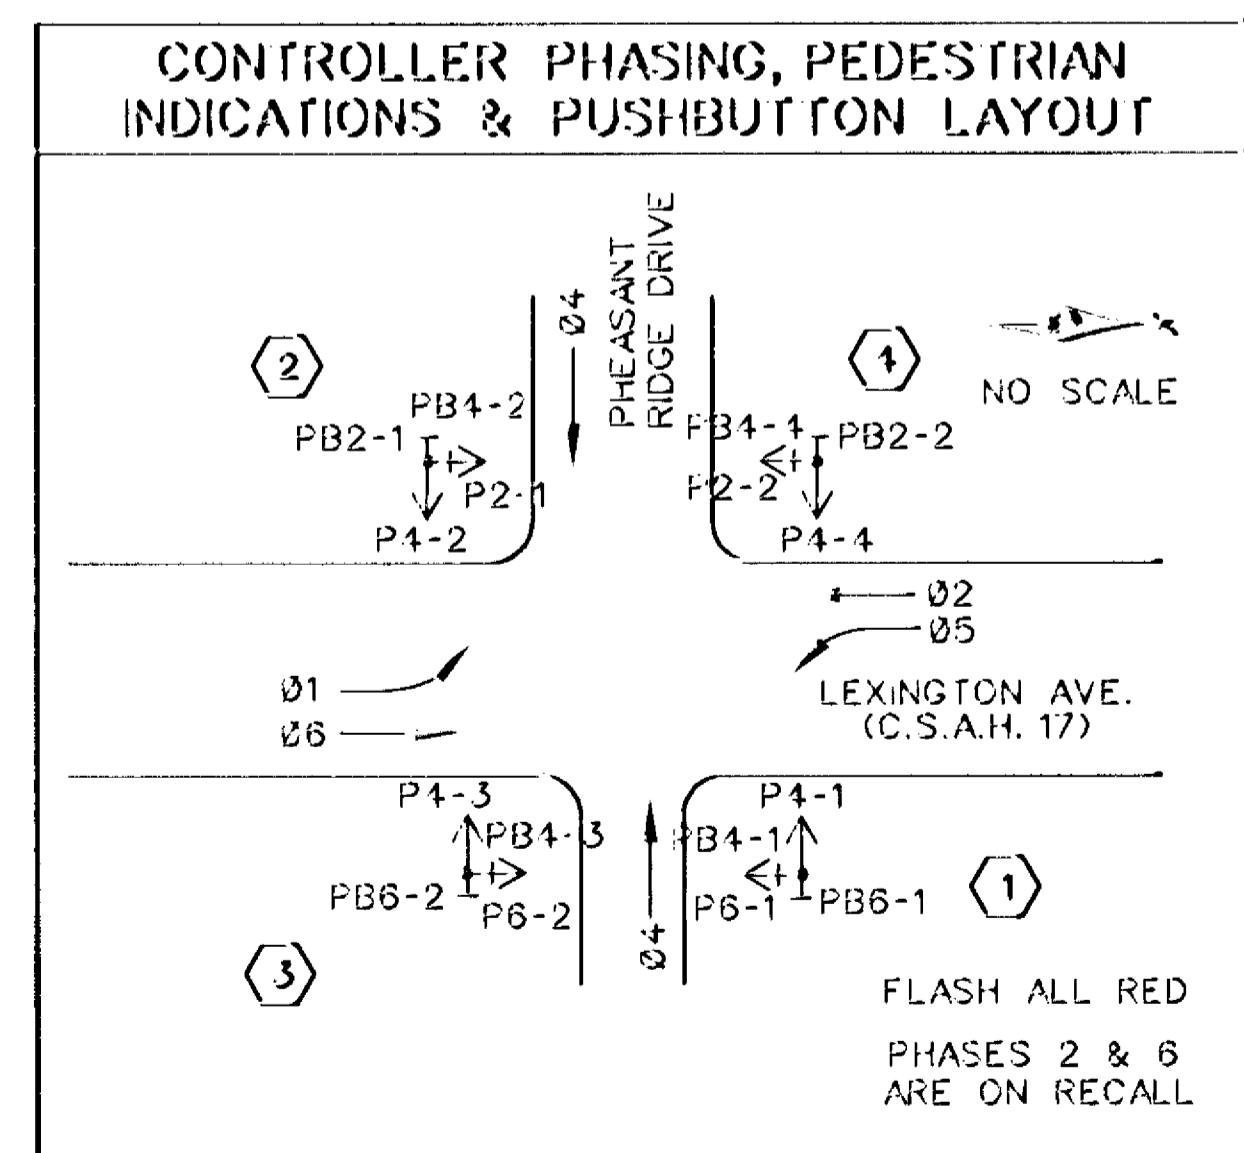 CONTROLLER PHASING, PEDESTRIAN
INDICATIONS & PUSHBUTTON LAYOUT
Ø4
PHEASANT
RIDGE DRIVE
2
4
NO SCALE
PB4-2
PB2-1
P2-1
P4-2
PB4-4
PB2-2
P2-2
P4-4
Ø2
Ø5
Ø1
Ø6
LEXINGTON AVE.
(C.S.A.H. 17)
P4-3
PB4-3
PB6-2
P6-2
P4-1
PB4-1
P6-1
PB6-1
1
Ø4
3
FLASH ALL RED
PHASES 2 & 6
ARE ON RECALL